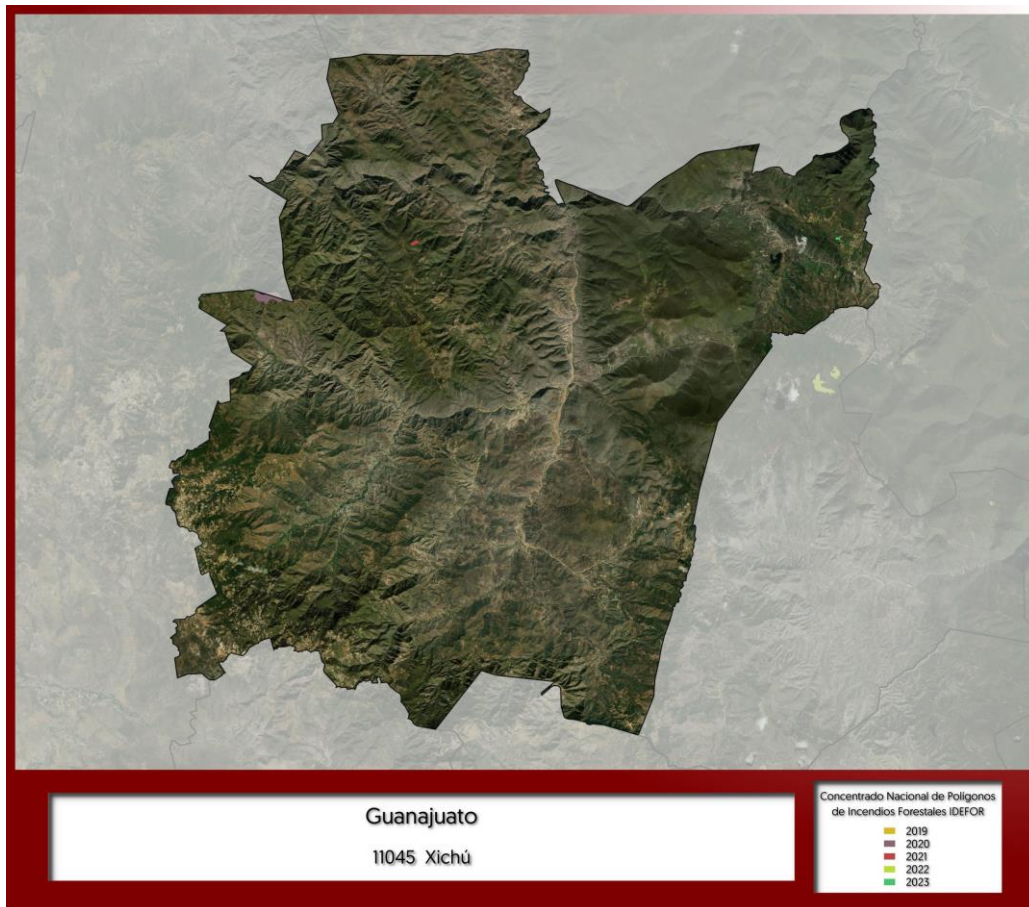 Guanajuato
11045 Xichú
Concentrado Nacional de Polígonos
de Incendios Forestales IDEFOR
2019
2020
2021
2022
2023